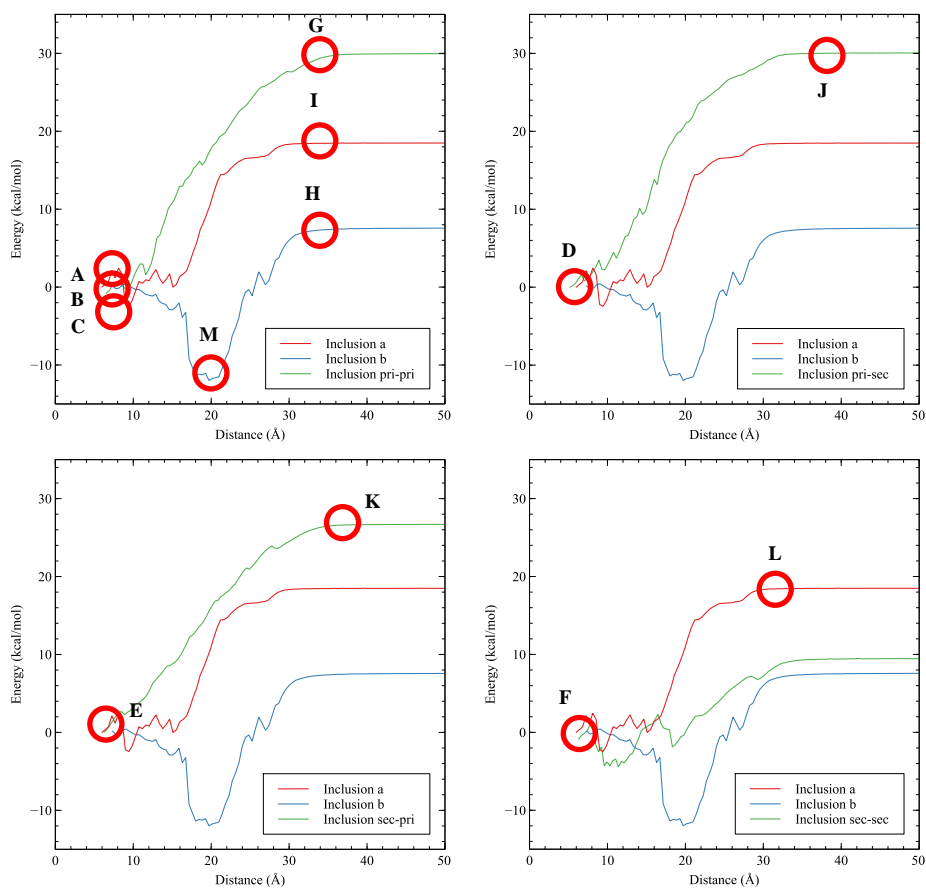 G
30
I
20
H
10
A
0
B
C
M
−10
Inclusion a
Inclusion b
Inclusion pri-pri
0 10 20 30 40 50
Distance (Å)
Energy (kcal/mol)
30
J
20
10
D
0
−10
Inclusion a
Inclusion b
Inclusion pri-sec
0 10 20 30 40 50
Distance (Å)
Energy (kcal/mol)
K
30
20
10
E
0
−10
Inclusion a
Inclusion b
Inclusion sec-pri
0 10 20 30 40 50
Distance (Å)
Energy (kcal/mol)
30
L
20
10
F
0
−10
Inclusion a
Inclusion b
Inclusion sec-sec
0 10 20 30 40 50
Distance (Å)
Energy (kcal/mol)